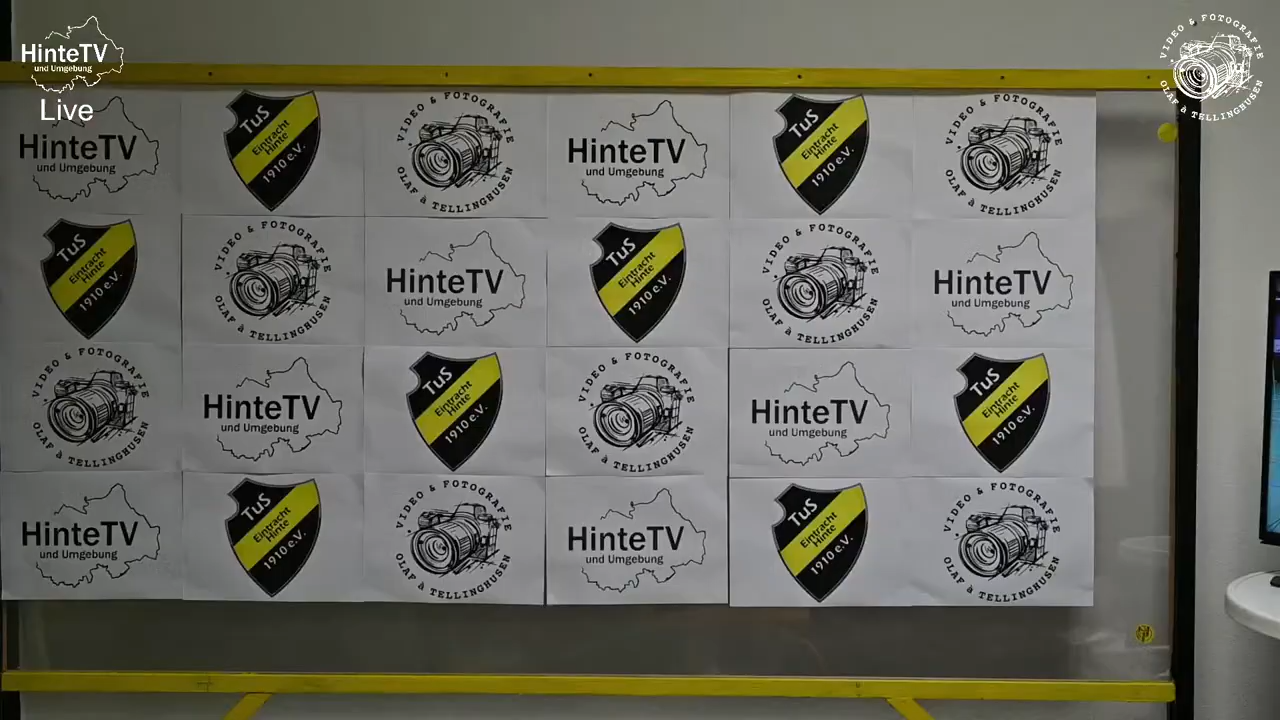 HinteTV
und Umgebung
Live
VIDEO & FOTOGRAFIE
OLAF à TELLINGHUSEN
HinteTV
und Umgebung
TuS
Eintracht
Hinte
1910 e.V.
VIDEO & FOTOGRAFIE
OLAF à TELLINGHUSEN
HinteTV
und Umgebung
TuS
Eintracht
Hinte
1910 e.V.
VIDEO & FOTOGRAFIE
OLAF à TELLINGHUSEN
TuS
Eintracht
Hinte
1910 e.V.
VIDEO & FOTOGRAFIE
OLAF à TELLINGHUSEN
HinteTV
und Umgebung
TuS
Eintracht
Hinte
1910 e.V.
VIDEO & FOTOGRAFIE
OLAF à TELLINGHUSEN
HinteTV
und Umgebung
VIDEO & FOTOGRAFIE
OLAF à TELLINGHUSEN
HinteTV
und Umgebung
TuS
Eintracht
Hinte
1910 e.V.
VIDEO & FOTOGRAFIE
OLAF à TELLINGHUSEN
HinteTV
und Umgebung
TuS
Eintracht
Hinte
1910 e.V.
HinteTV
und Umgebung
TuS
Eintracht
Hinte
1910 e.V.
VIDEO & FOTOGRAFIE
OLAF à TELLINGHUSEN
HinteTV
und Umgebung
TuS
Eintracht
Hinte
1910 e.V.
VIDEO & FOTOGRAFIE
OLAF à TELLINGHUSEN